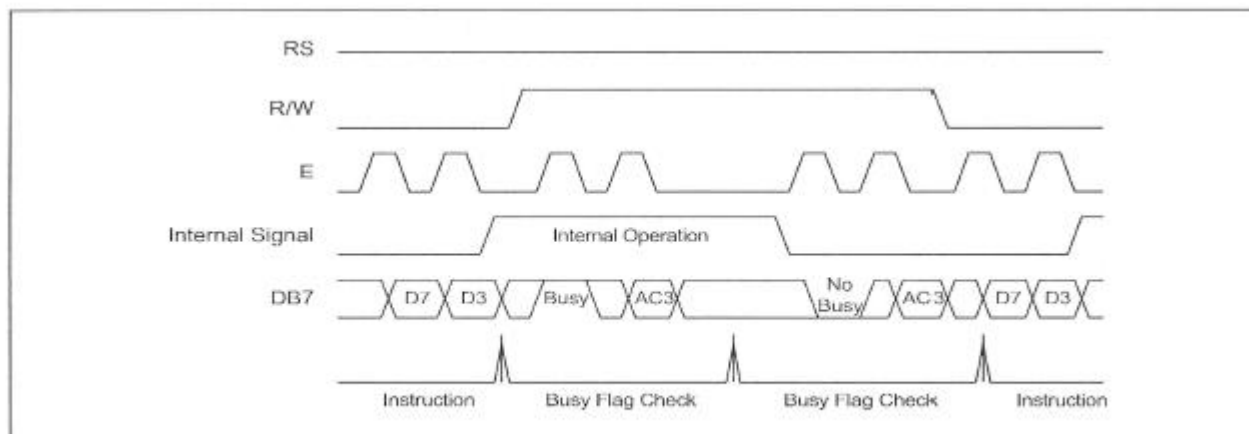 RS
R/W
E
Internal Signal
Internal Operation
DB7
D7 D3 Busy AC3 No Busy AC3 D7 D3
Instruction Busy Flag Check Busy Flag Check Instruction